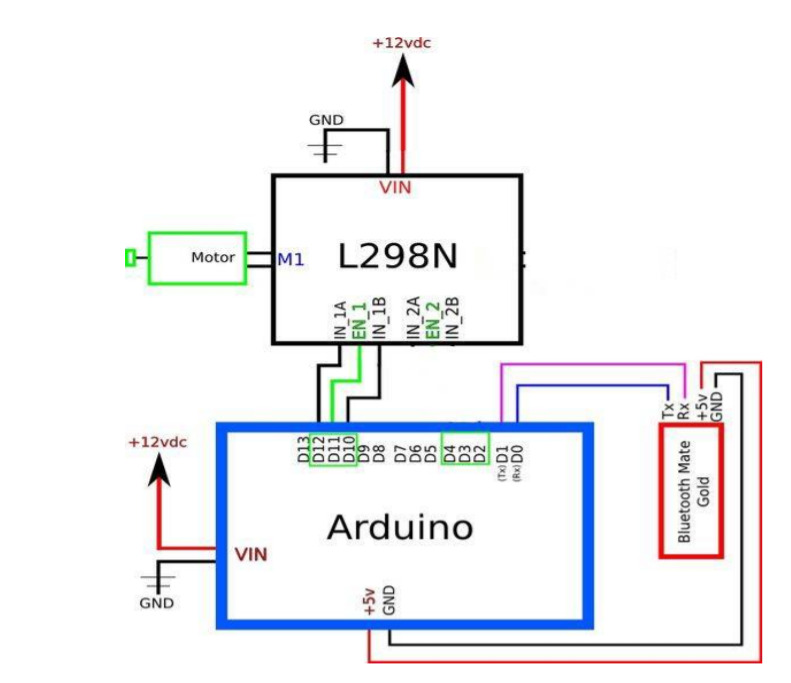 +12vdc
GND
VIN
L298N
Motor
M1
IN_1A
EN_1
IN_1B
IN_2A
EN_2
IN_2B
Tx
Rx
+5v
GND
+12vdc
D13
D12
D11
D10
D9
D8
D7
D6
D5
D4
D3
D2
D1
D0
(Tx)
(Rx)
Bluetooth Mate
Gold
Arduino
VIN
GND
+5v
GND